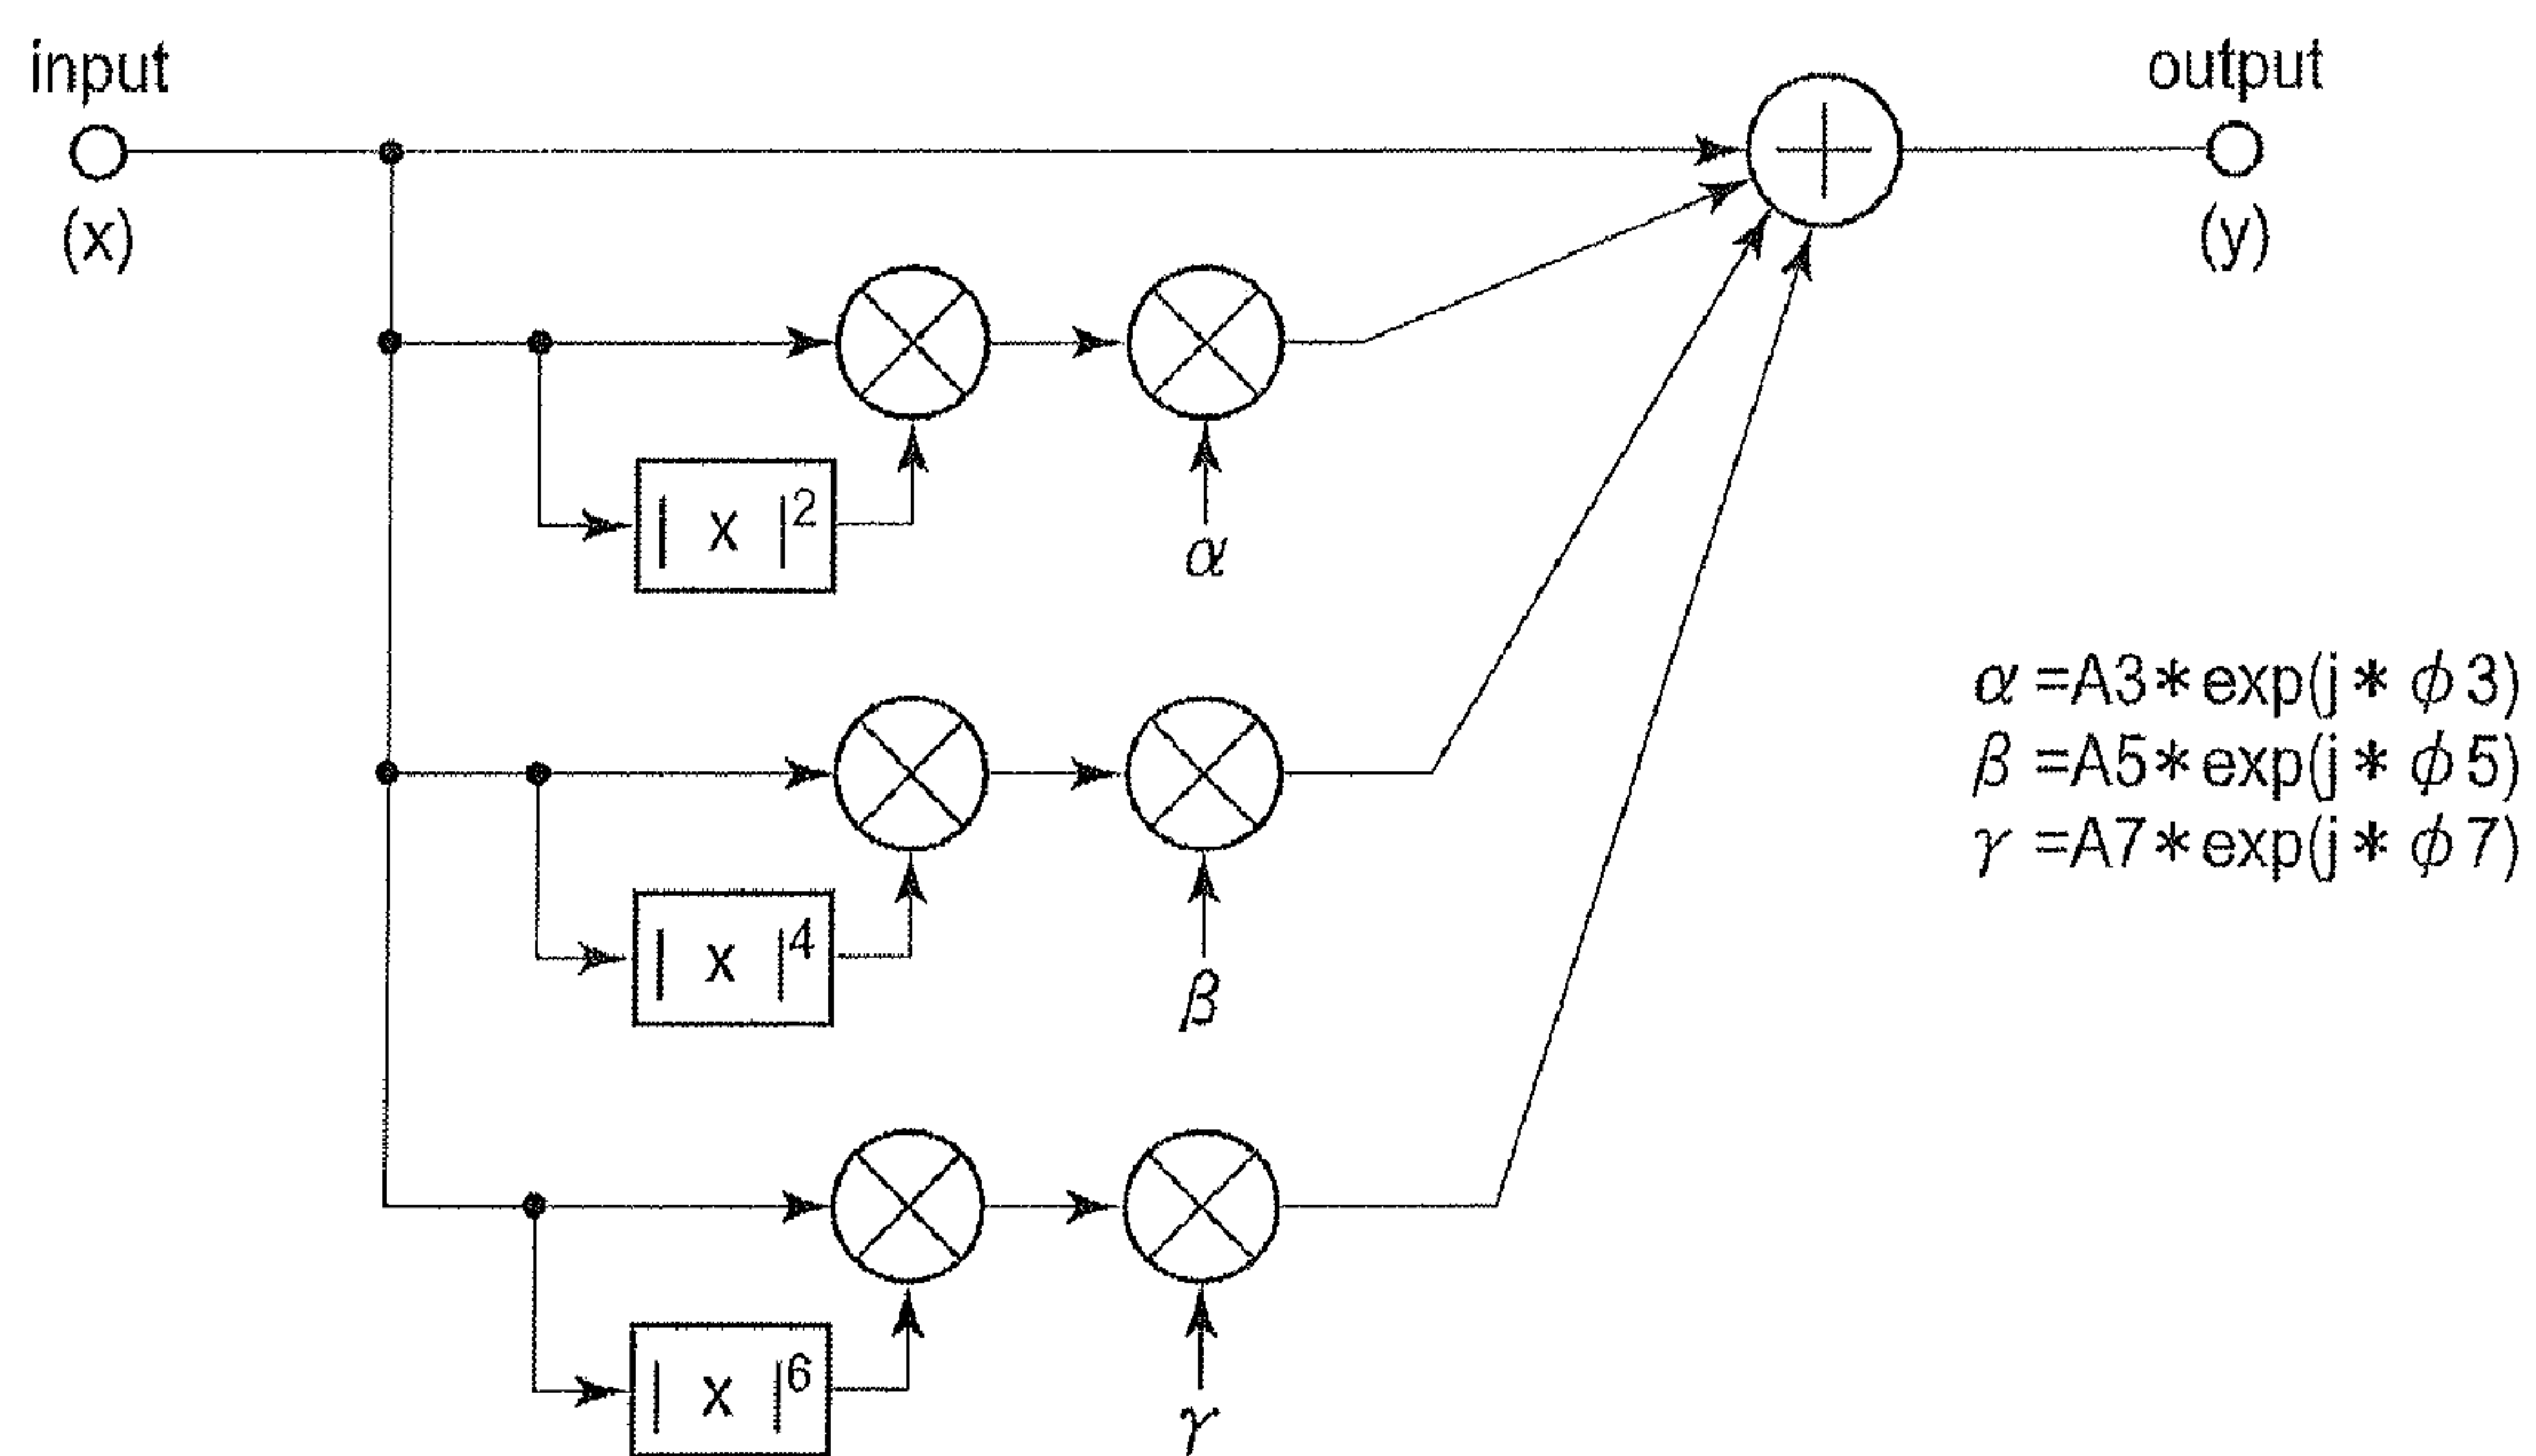 input
output
(x)
(y)
| x |²
α
α =A3*exp(j*ϕ3)
β =A5*exp(j*ϕ5)
γ =A7*exp(j*ϕ7)
| x |⁴
β
| x |⁶
γ